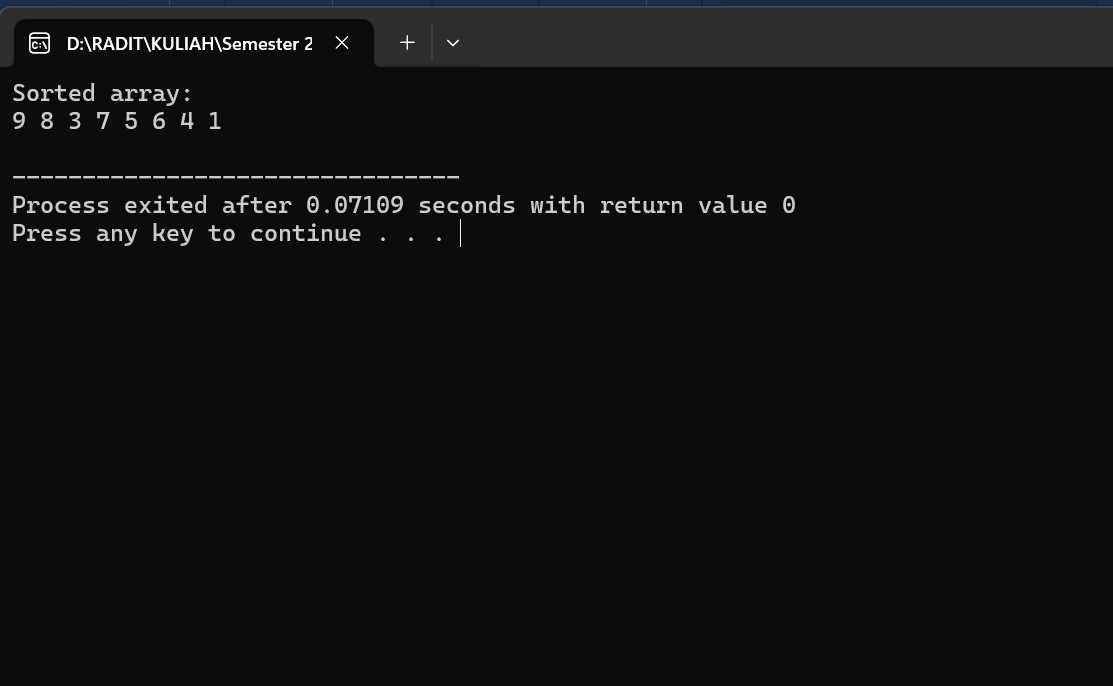 D:\RADIT\KULIAH\Semester 2
Sorted array:
9 8 3 7 5 6 4 1
--------------------------------
Process exited after 0.07109 seconds with return value 0
Press any key to continue . . .